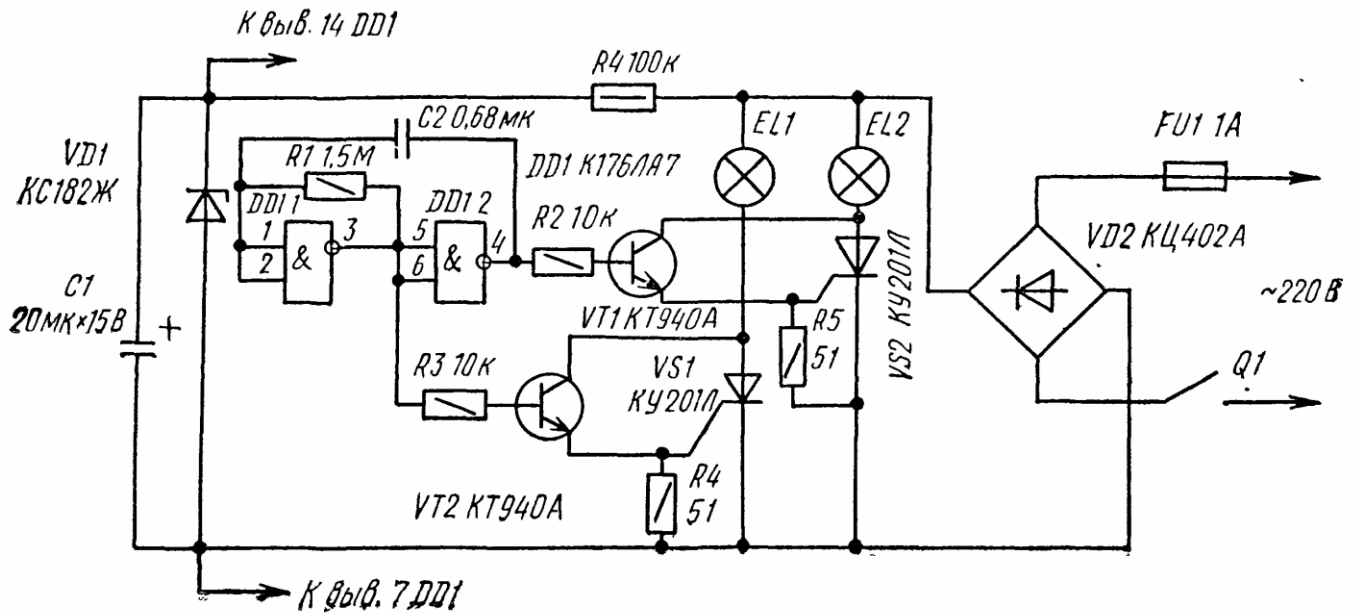 К выв. 14 DD1
R4 100к
C2 0,68мк
EL1
EL2
FU1 1А
VD1
КС182Ж
R1 1,5М
DD1 К176ЛА7
DD1 1
DD1 2
R2 10к
1
2
&
3
5
6
&
4
VD2 КЦ402А
C1
20мк×15В
+
VT1 КТ940А
R5
51
VS2 КУ201Л
~220В
R3 10к
VS1
КУ201Л
Q1
VT2 КТ940А
R4
51
К выв. 7 DD1